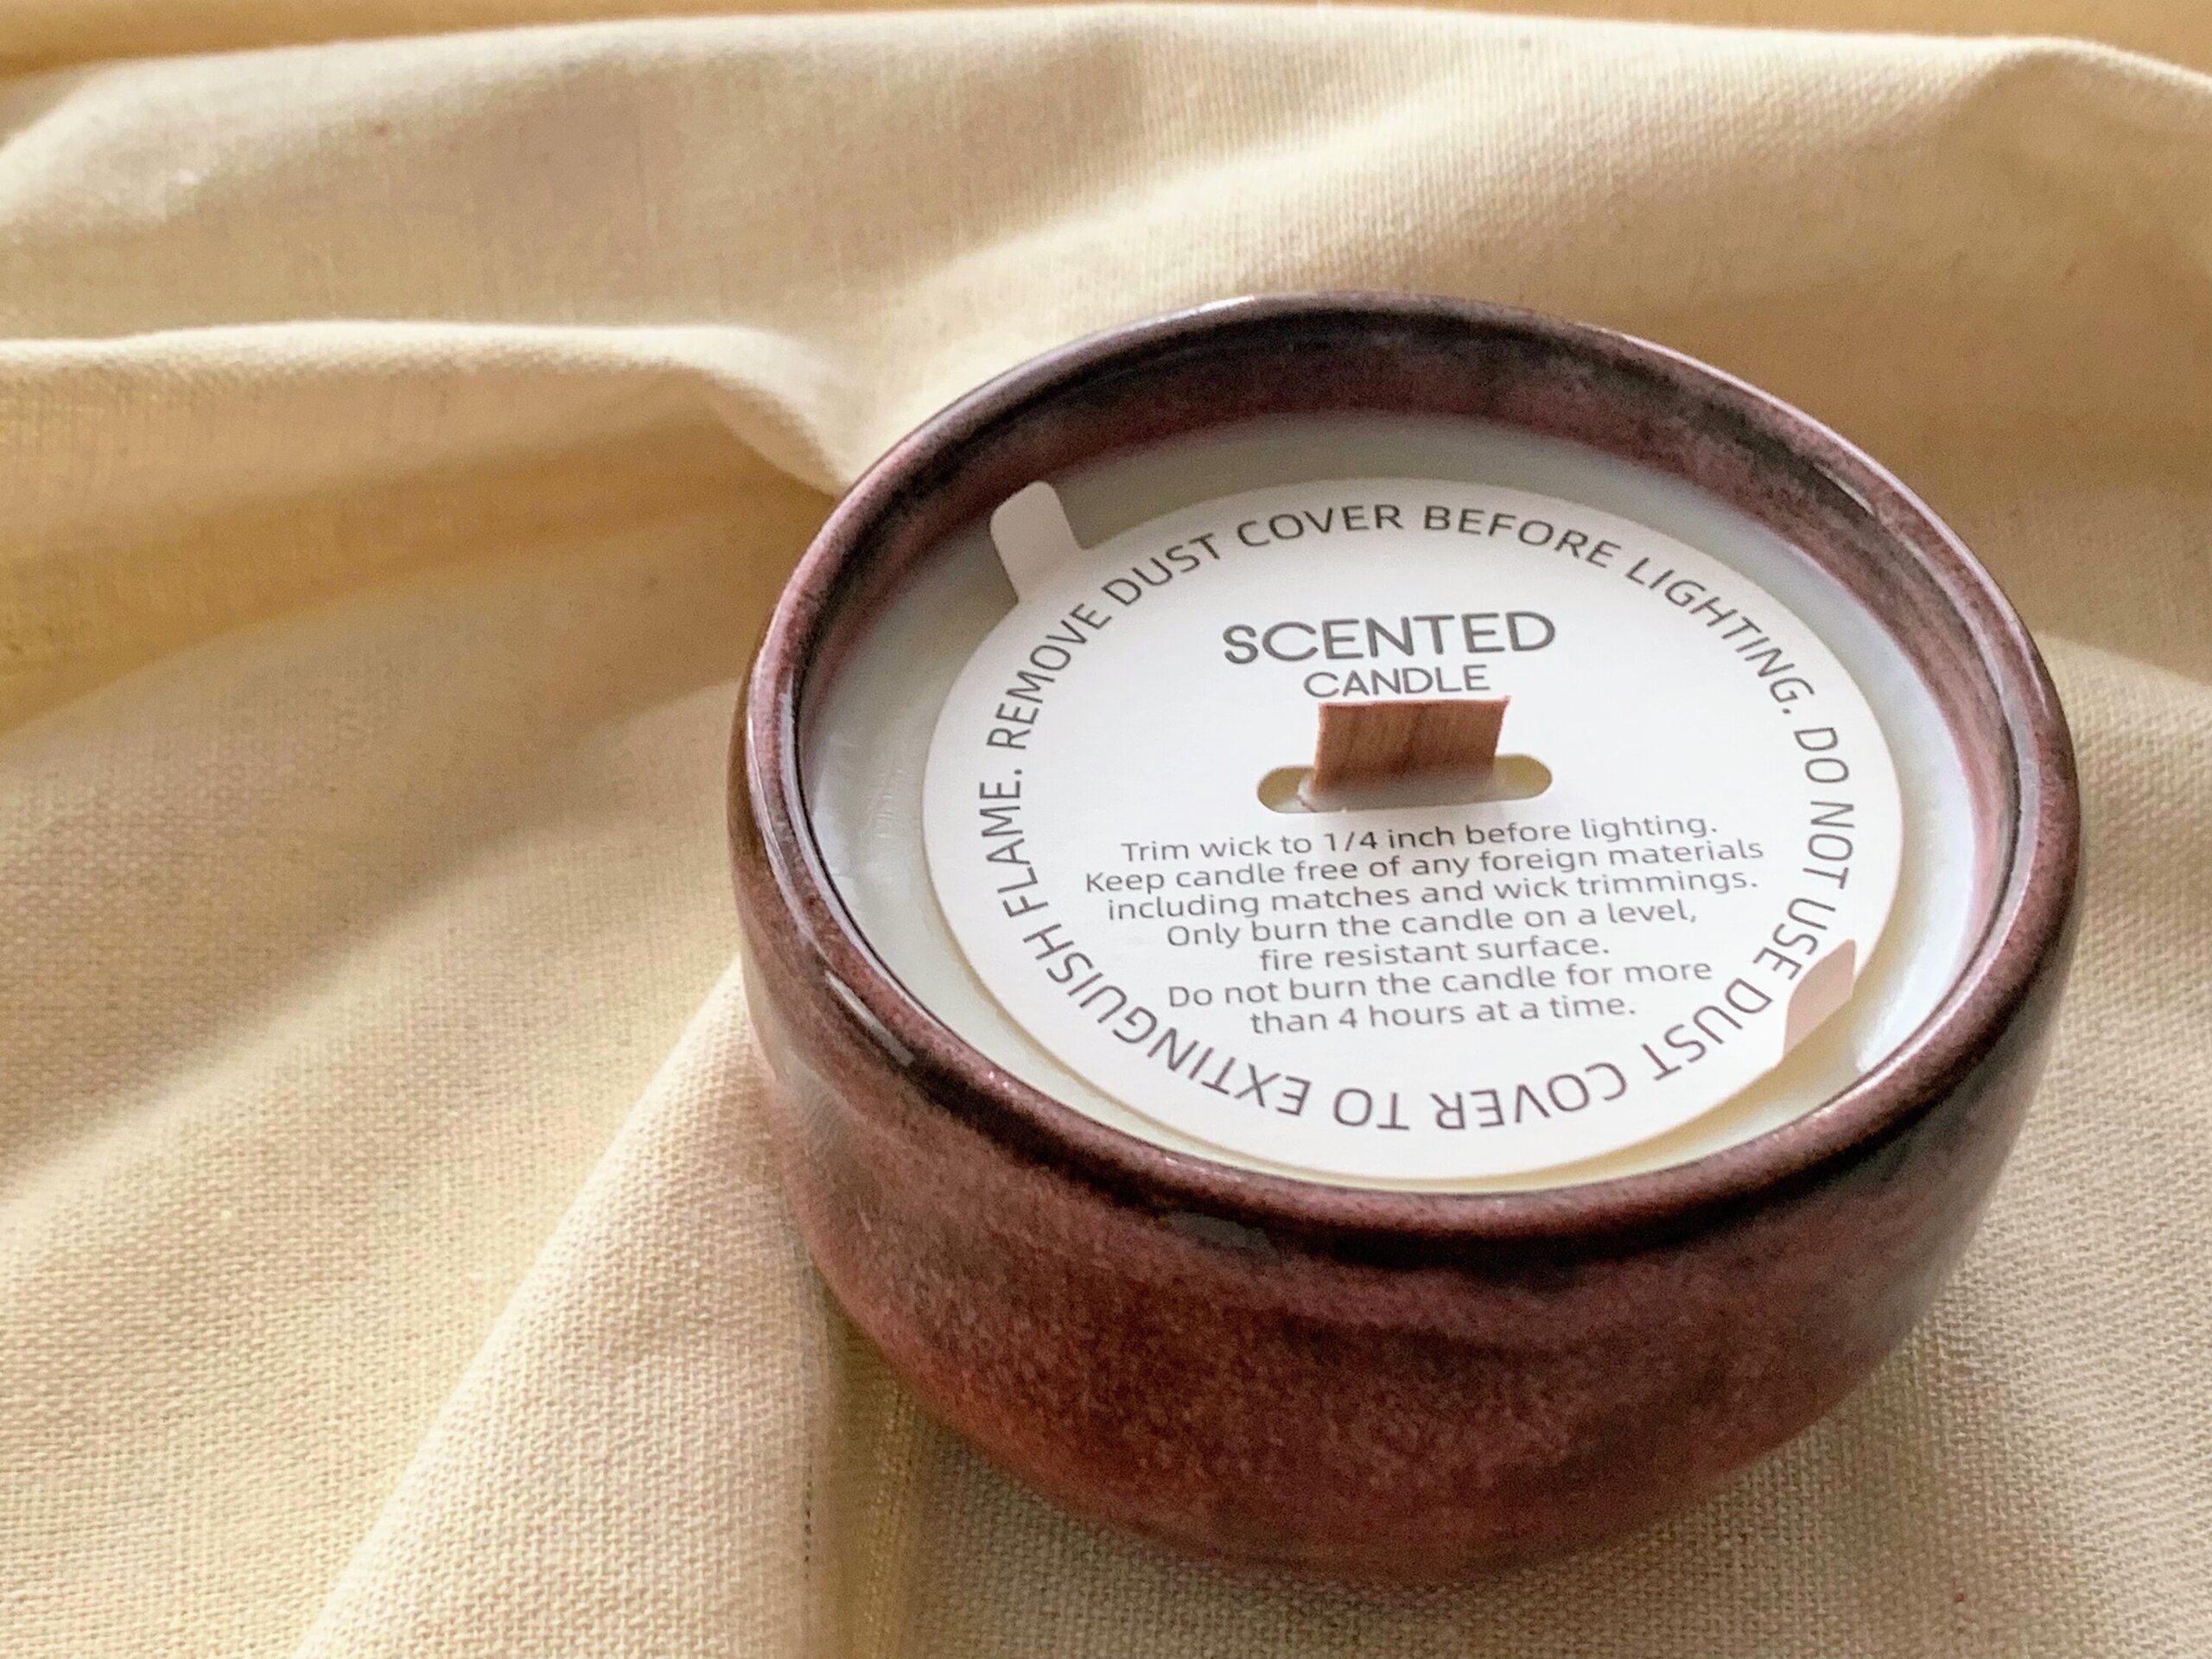 REMOVE DUST COVER BEFORE LIGHTING. DO NOT USE DUST COVER TO EXTINGUISH FLAME.
SCENTED
CANDLE
Trim wick to 1/4 inch before lighting.
Keep candle free of any foreign materials
including matches and wick trimmings.
Only burn the candle on a level,
fire resistant surface.
Do not burn the candle for more
than 4 hours at a time.